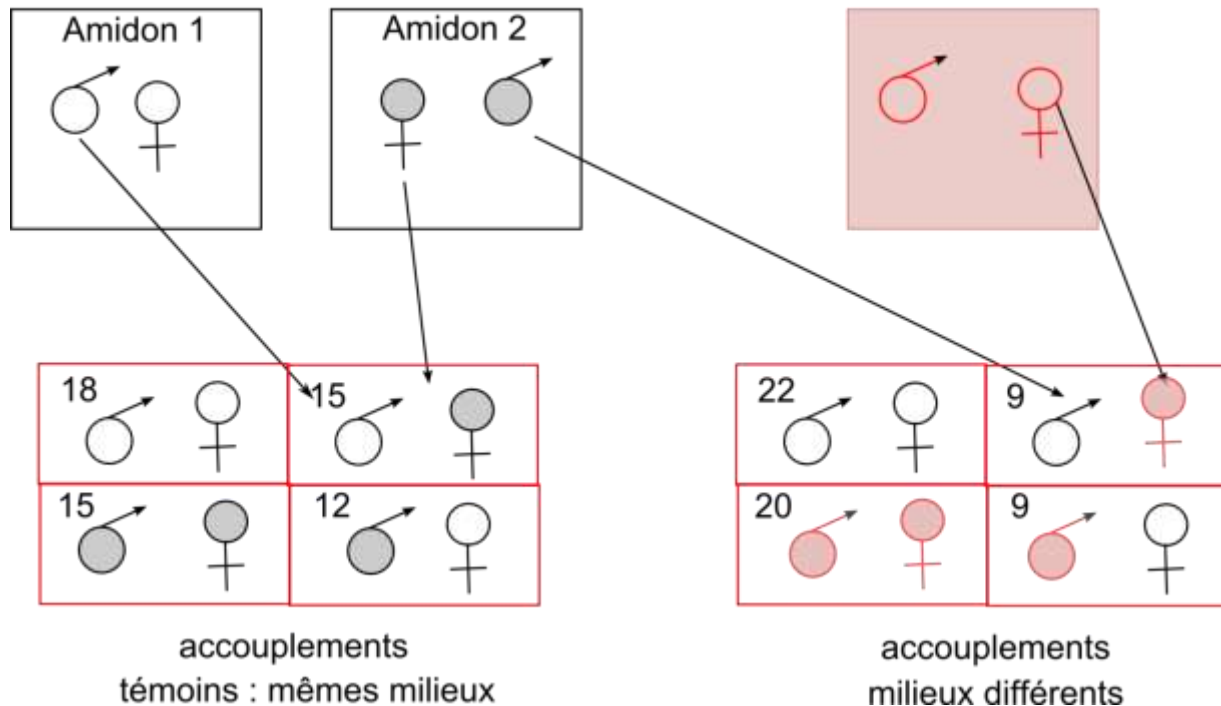 Amidon 1
Amidon 2
18
15
22
9
15
12
20
9
accouplements
témoins : mêmes milieux
accouplements
milieux différents